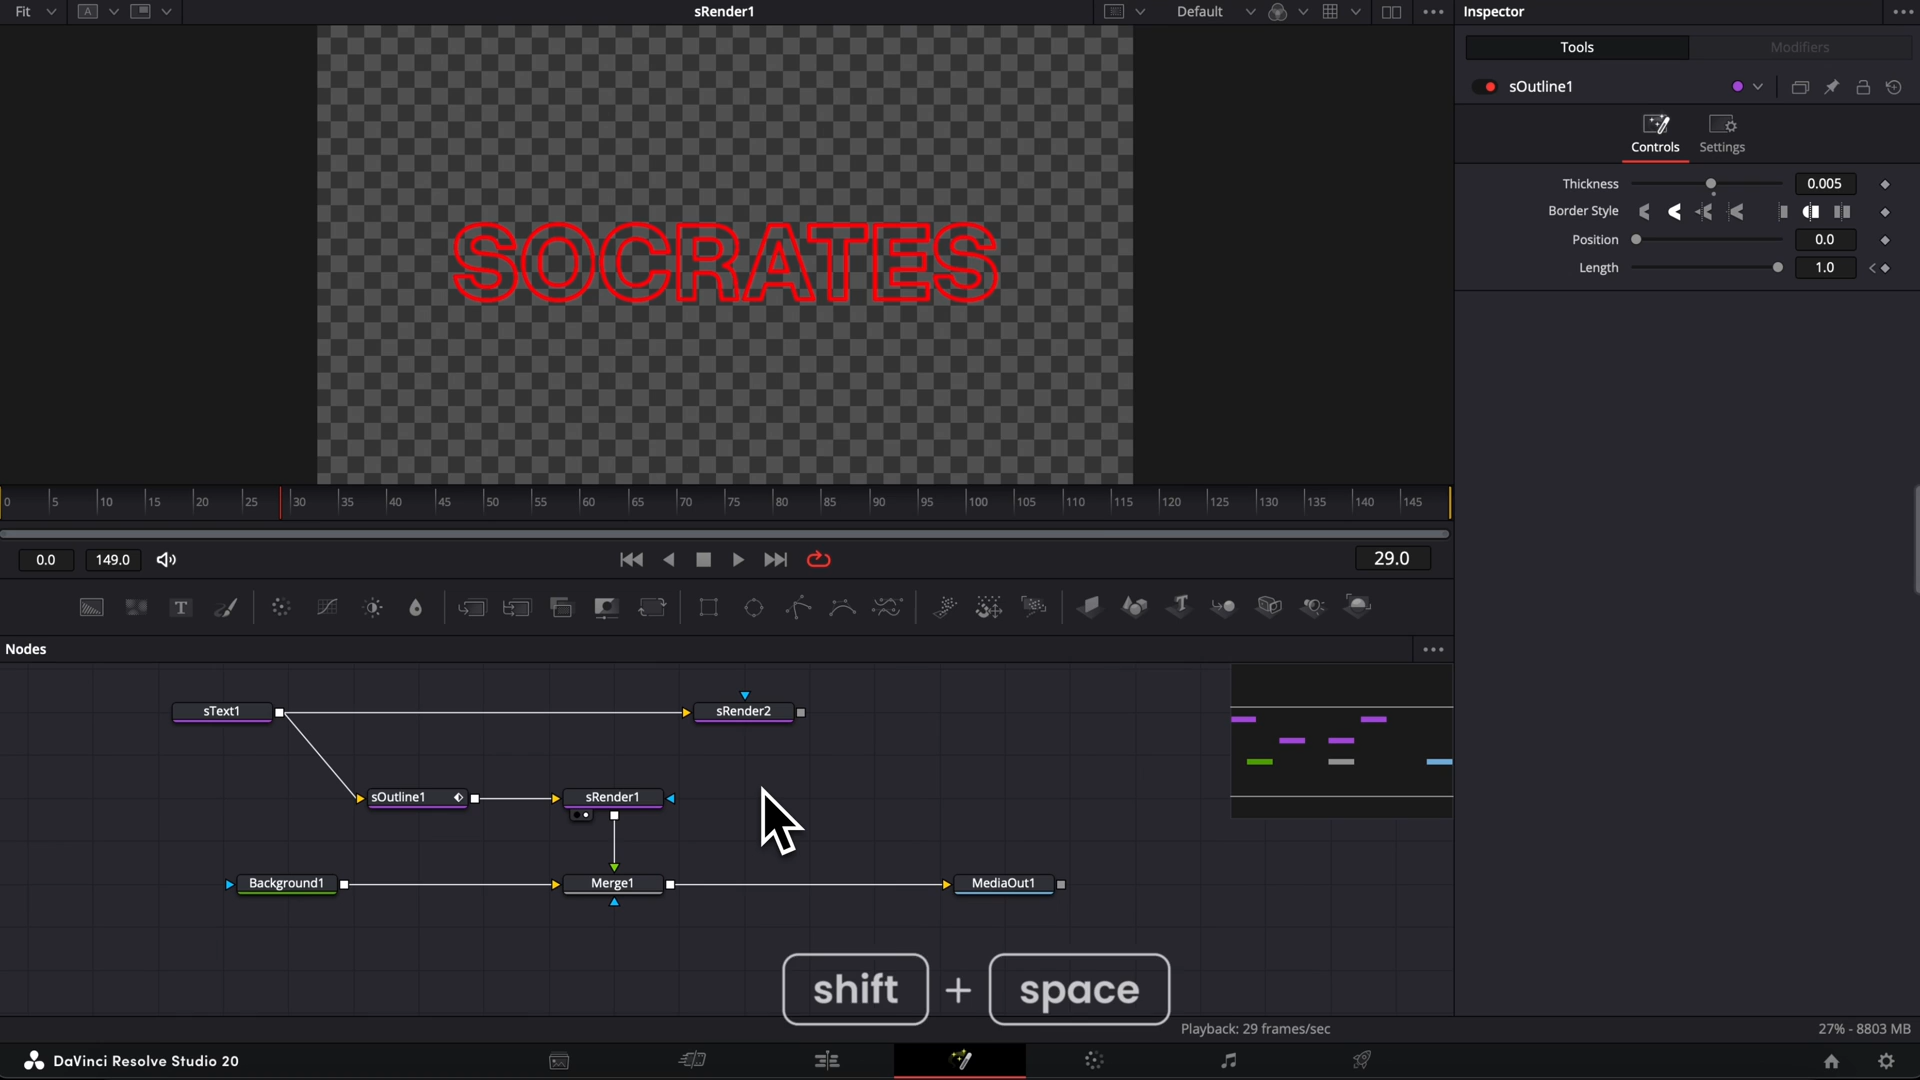 Fit
A
sRender1
Default
Inspector
Tools
Modifiers
sOutline1
Controls
Settings
Thickness
0.005
Border Style
Position
0.0
Length
1.0
SOCRATES
0 5 10 15 20 25 30 35 40 45 50 55 60 65 70 75 80 85 90 95 100 105 110 115 120 125 130 135 140 145
0.0 149.0
29.0
T
Nodes
sText1
sRender2
sOutline1
sRender1
Background1
Merge1
MediaOut1
shift + space
Playback: 29 frames/sec
27% - 8803 MB
DaVinci Resolve Studio 20